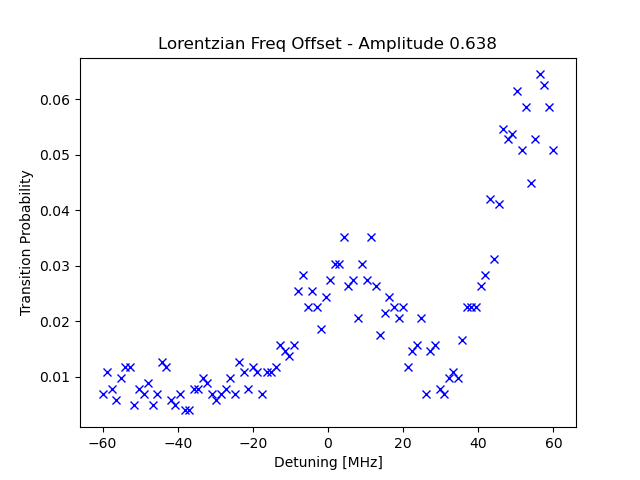 Lorentzian Freq Offset - Amplitude 0.638
Transition Probability
0.06
0.05
0.04
0.03
0.02
0.01
−60 −40 −20 0 20 40 60
Detuning [MHz]